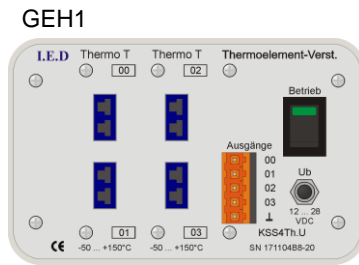 GEH1
I.E.D Thermo T Thermo T Thermoelement-Verst.
00 02
Betrieb
Ausgänge
00
01
02
03
⊥
Ub
12 ... 28
VDC
01 03 KSS4Th.U
CE -50 ... +150°C -50 ... +150°C SN 171104B8-20